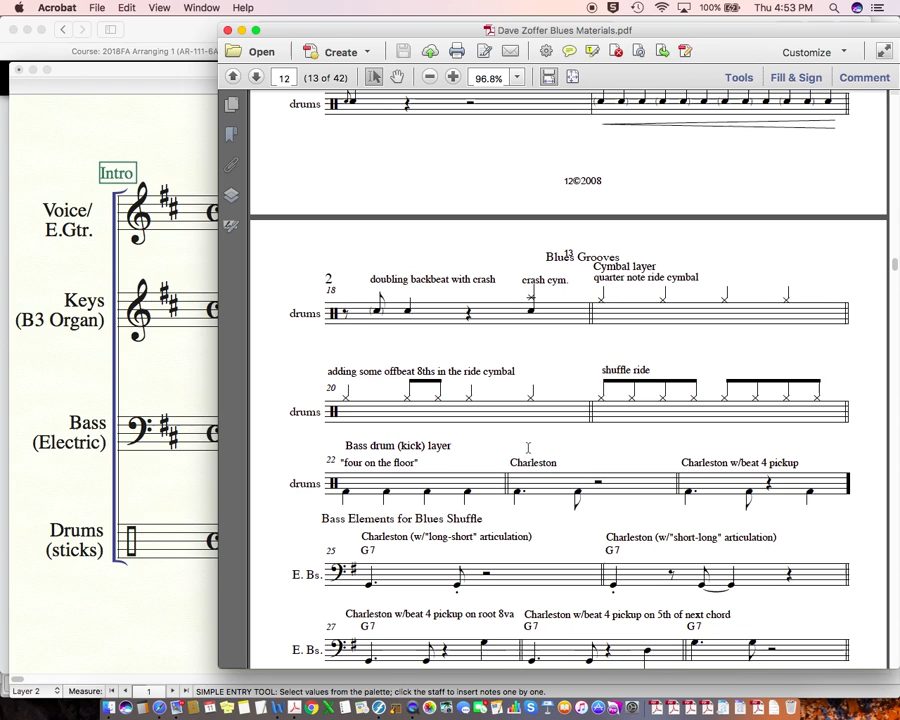 Acrobat File Edit View Window Help 100% Thu 4:53 PM
Course: 2018FA Arranging 1 (AR-111-6A
Dave Zoffer Blues Materials.pdf
Open Create Customize
12 (13 of 42) 96.8% Tools Fill & Sign Comment
drums
12©2008
Intro
Voice/
E.Gtr.
Keys
(B3 Organ)
Bass
(Electric)
Drums
(sticks)
13
Blues Grooves
2
18
doubling backbeat with crash
crash cym.
Cymbal layer
quarter note ride cymbal
drums
adding some offbeat 8ths in the ride cymbal
shuffle ride
20
drums
Bass drum (kick) layer
22 "four on the floor"
Charleston
Charleston w/beat 4 pickup
drums
Bass Elements for Blues Shuffle
Charleston (w/"long-short" articulation)
Charleston (w/"short-long" articulation)
25 G7 G7
E. Bs.
Charleston w/beat 4 pickup on root 8va
Charleston w/beat 4 pickup on 5th of next chord
27 G7 G7 G7
E. Bs.
Layer 2 Measure: 1 SIMPLE ENTRY TOOL: Select values from the palette; click the staff to insert notes one by one.